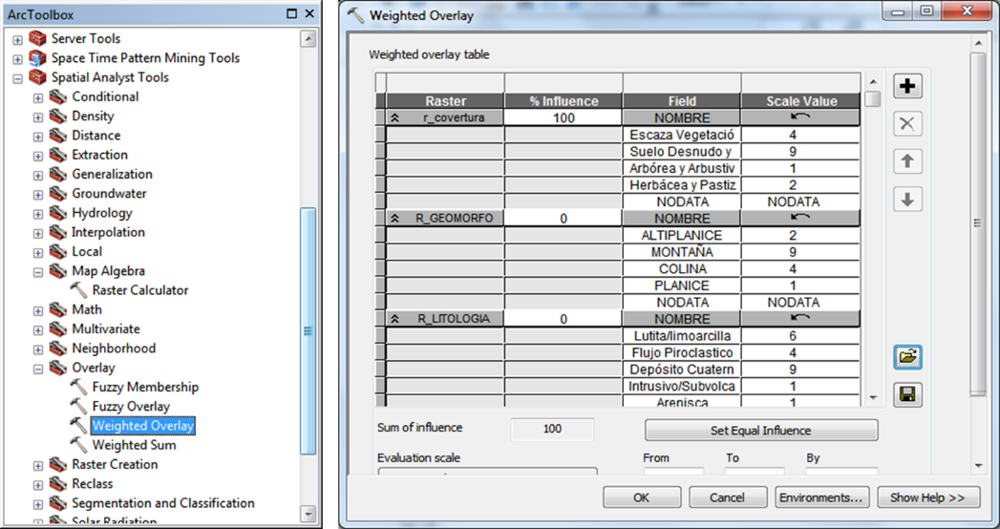 ArcToolbox
Server Tools
Space Time Pattern Mining Tools
Spatial Analyst Tools
Conditional
Density
Distance
Extraction
Generalization
Groundwater
Hydrology
Interpolation
Local
Map Algebra
Raster Calculator
Math
Multivariate
Neighborhood
Overlay
Fuzzy Membership
Fuzzy Overlay
Weighted Overlay
Weighted Sum
Raster Creation
Reclass
Segmentation and Classification
Solar Radiation
Weighted Overlay
Weighted overlay table
Raster % Influence Field Scale Value
r_covertura 100 NOMBRE
Escaza Vegetació 4
Suelo Desnudo y 9
Arbórea y Arbustiv 1
Herbácea y Pastiz 2
NODATA NODATA
R_GEOMORFO 0 NOMBRE
ALTIPLANICE 2
MONTAÑA 9
COLINA 4
PLANICE 1
NODATA NODATA
R_LITOLOGIA 0 NOMBRE
Lutita/limoarcilla 6
Flujo Piroclastico 4
Depósito Cuatern 9
Intrusivo/Subvolca 1
Arenisca 1
Sum of influence 100 Set Equal Influence
Evaluation scale From To By
OK Cancel Environments... Show Help >>